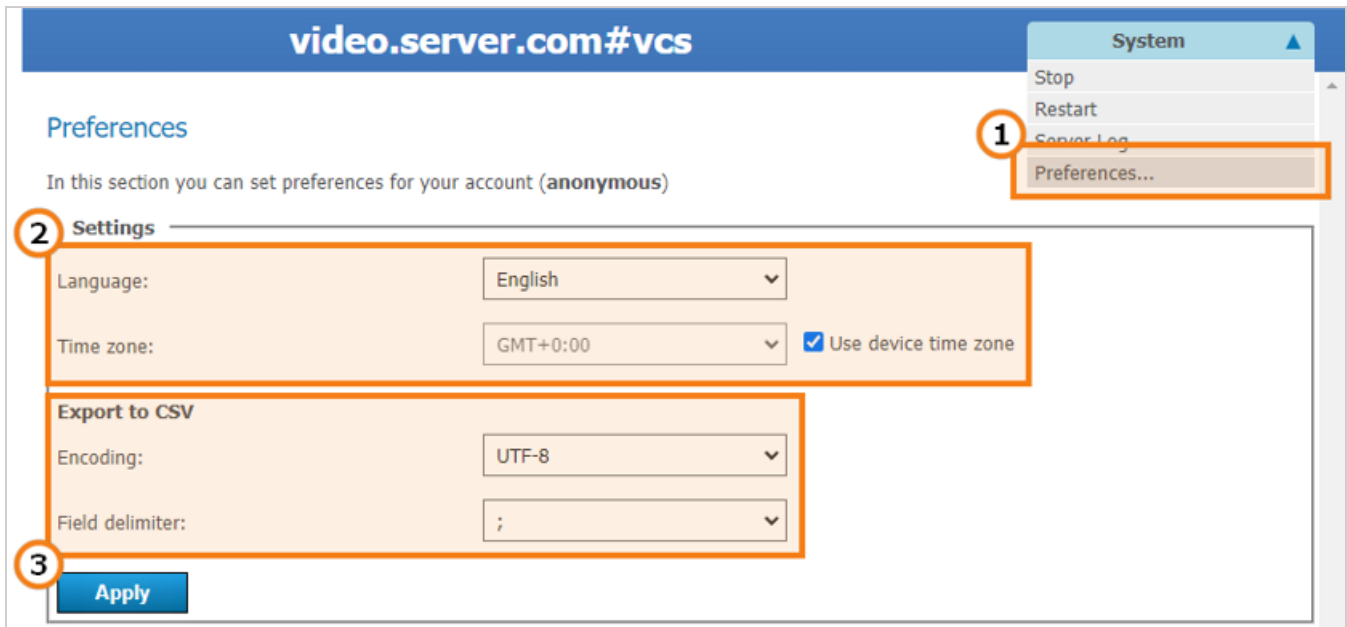 video.server.com#vcs
System
Stop
Restart
Server Log
Preferences...
1
Preferences
In this section you can set preferences for your account (anonymous)
2
Settings
Language: English
Time zone: GMT+0:00 Use device time zone
Export to CSV
Encoding: UTF-8
Field delimiter: ;
3
Apply